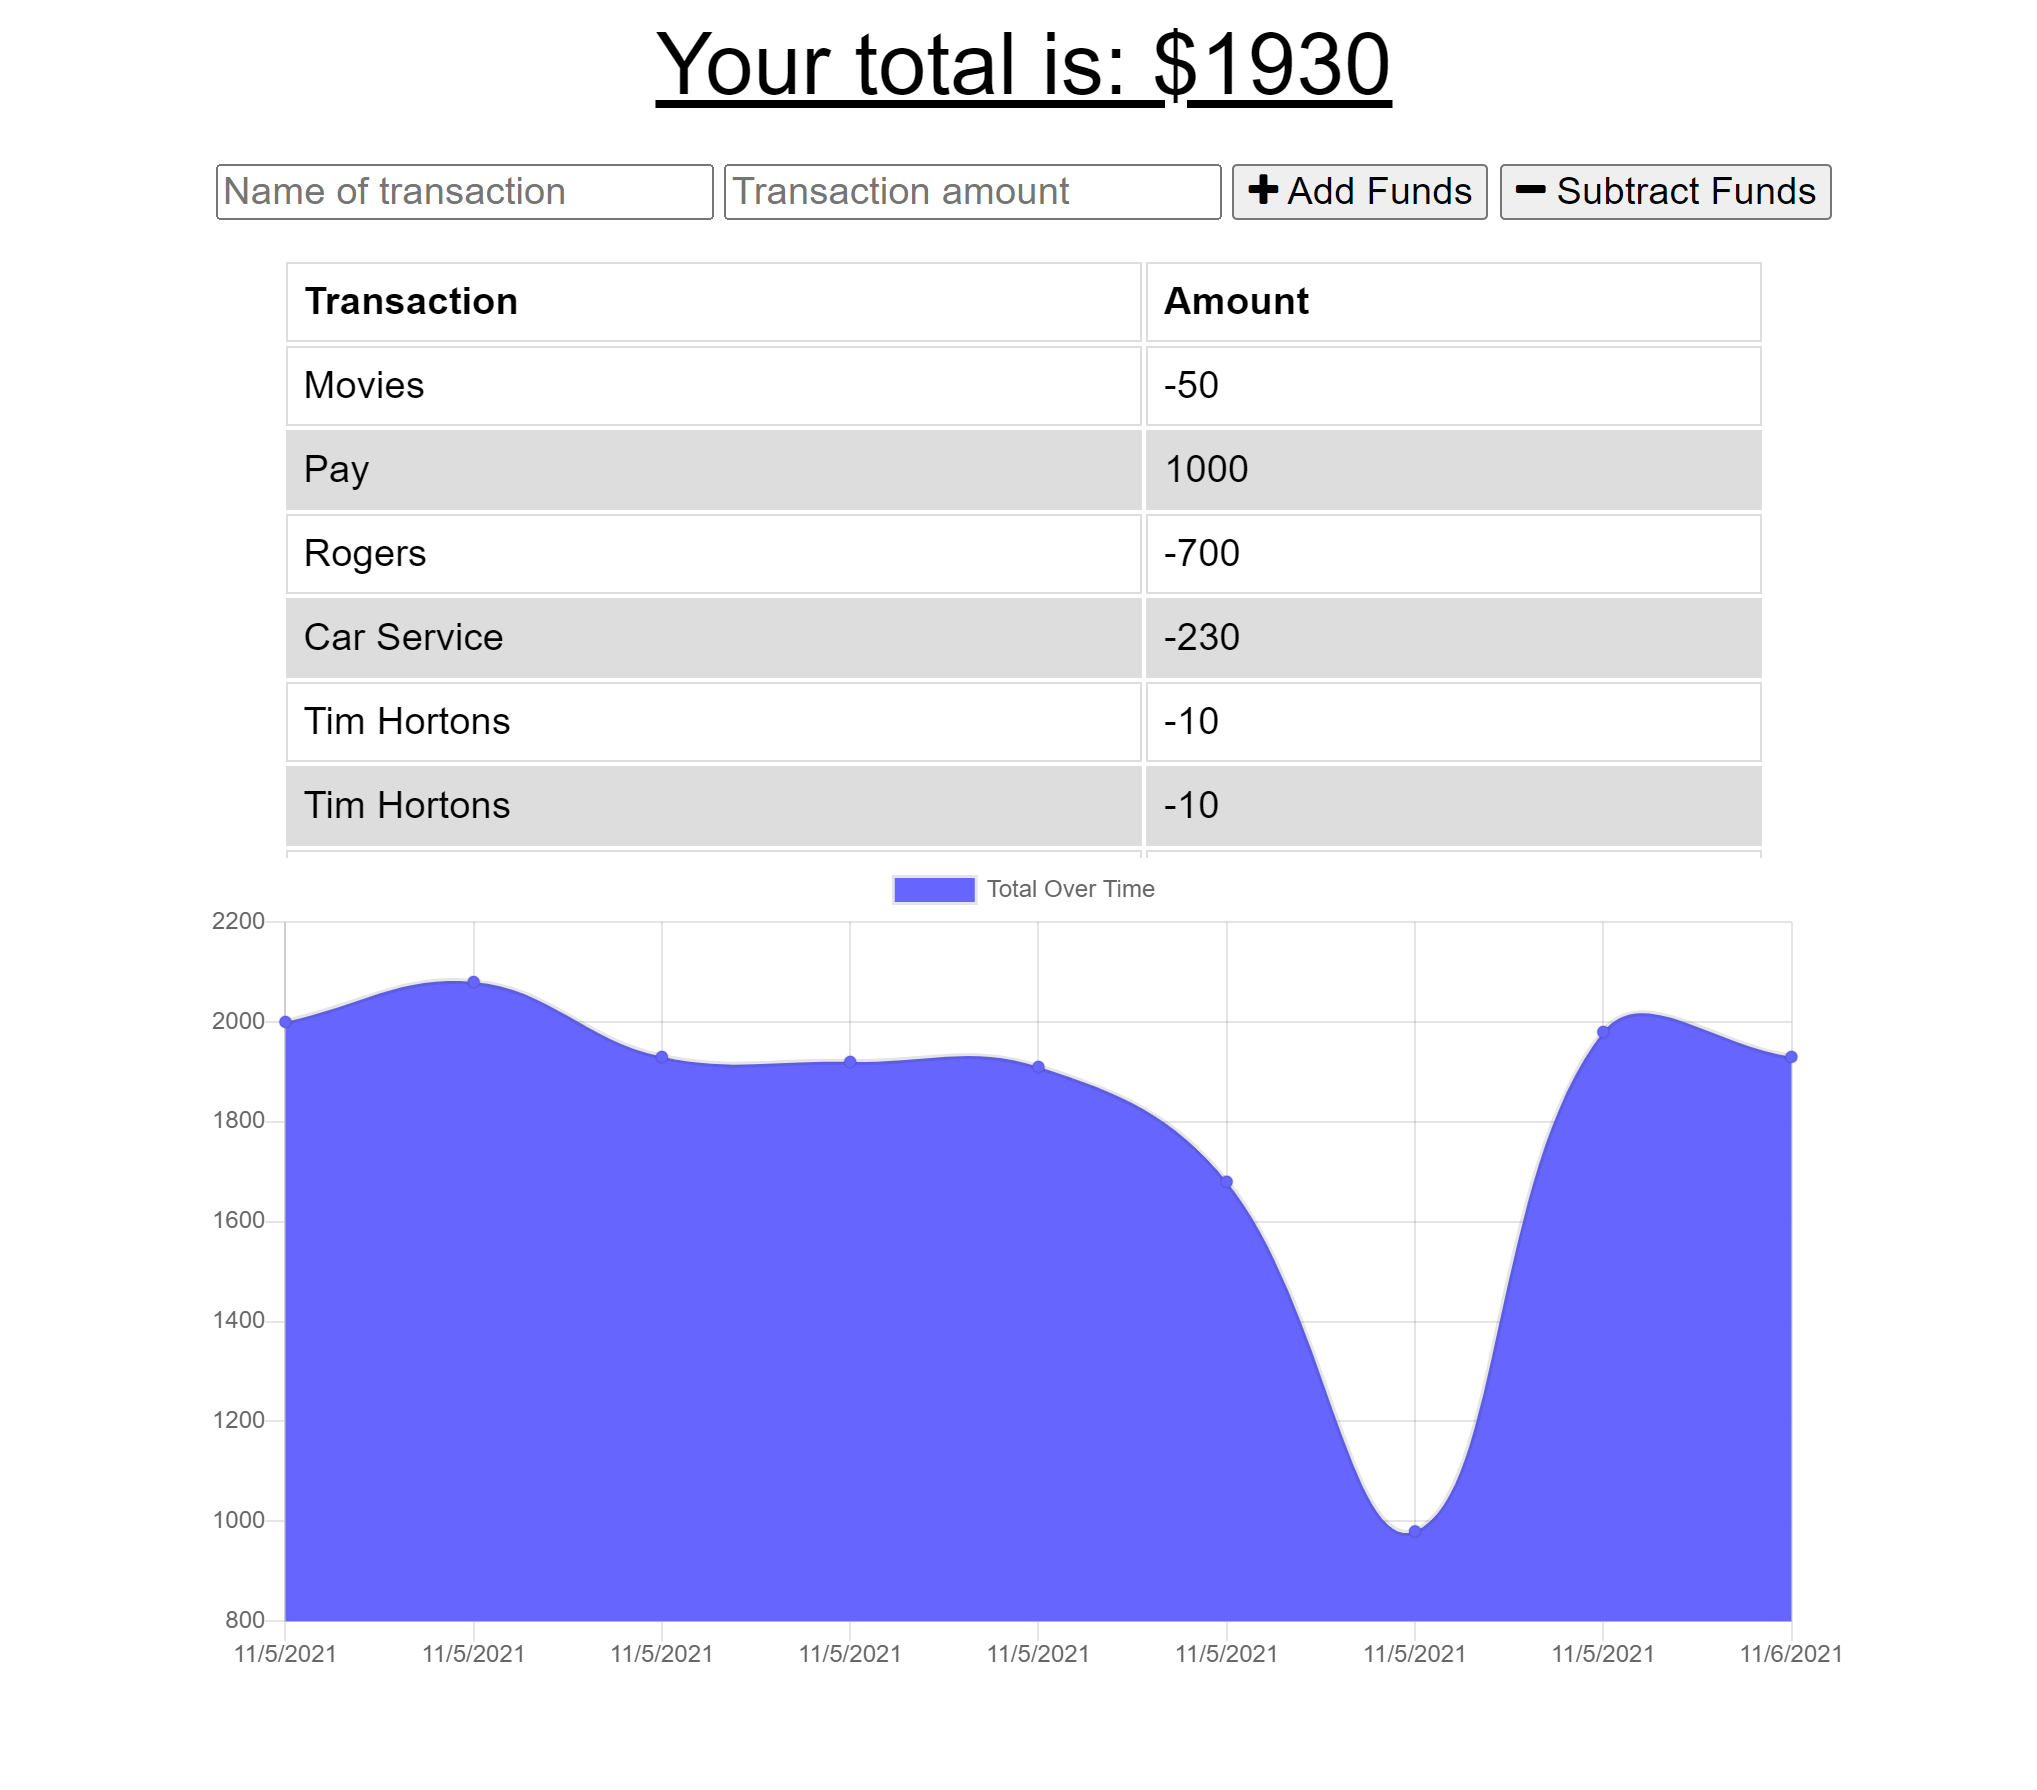 Your total is: $1930
Name of transaction Transaction amount Add Funds Subtract Funds
Transaction Amount
Movies -50
Pay 1000
Rogers -700
Car Service -230
Tim Hortons -10
Tim Hortons -10
Total Over Time
2200
2000
1800
1600
1400
1200
1000
800
11/5/2021 11/5/2021 11/5/2021 11/5/2021 11/5/2021 11/5/2021 11/5/2021 11/5/2021 11/6/2021